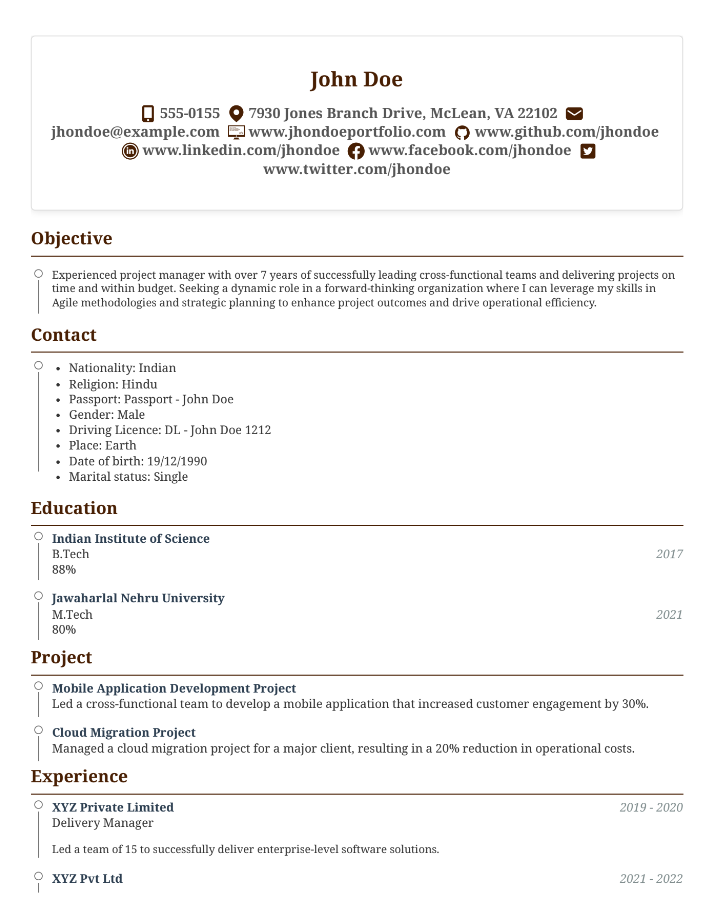 John Doe
555-0155 7930 Jones Branch Drive, McLean, VA 22102
jhondoe@example.com www.jhondoeportfolio.com www.github.com/jhondoe
www.linkedin.com/jhondoe www.facebook.com/jhondoe
www.twitter.com/jhondoe
Objective
Experienced project manager with over 7 years of successfully leading cross-functional teams and delivering projects on
time and within budget. Seeking a dynamic role in a forward-thinking organization where I can leverage my skills in
Agile methodologies and strategic planning to enhance project outcomes and drive operational efficiency.
Contact
• Nationality: Indian
• Religion: Hindu
• Passport: Passport - John Doe
• Gender: Male
• Driving Licence: DL - John Doe 1212
• Place: Earth
• Date of birth: 19/12/1990
• Marital status: Single
Education
Indian Institute of Science
B.Tech 2017
88%
Jawaharlal Nehru University
M.Tech 2021
80%
Project
Mobile Application Development Project
Led a cross-functional team to develop a mobile application that increased customer engagement by 30%.
Cloud Migration Project
Managed a cloud migration project for a major client, resulting in a 20% reduction in operational costs.
Experience
XYZ Private Limited 2019 - 2020
Delivery Manager
Led a team of 15 to successfully deliver enterprise-level software solutions.
XYZ Pvt Ltd 2021 - 2022